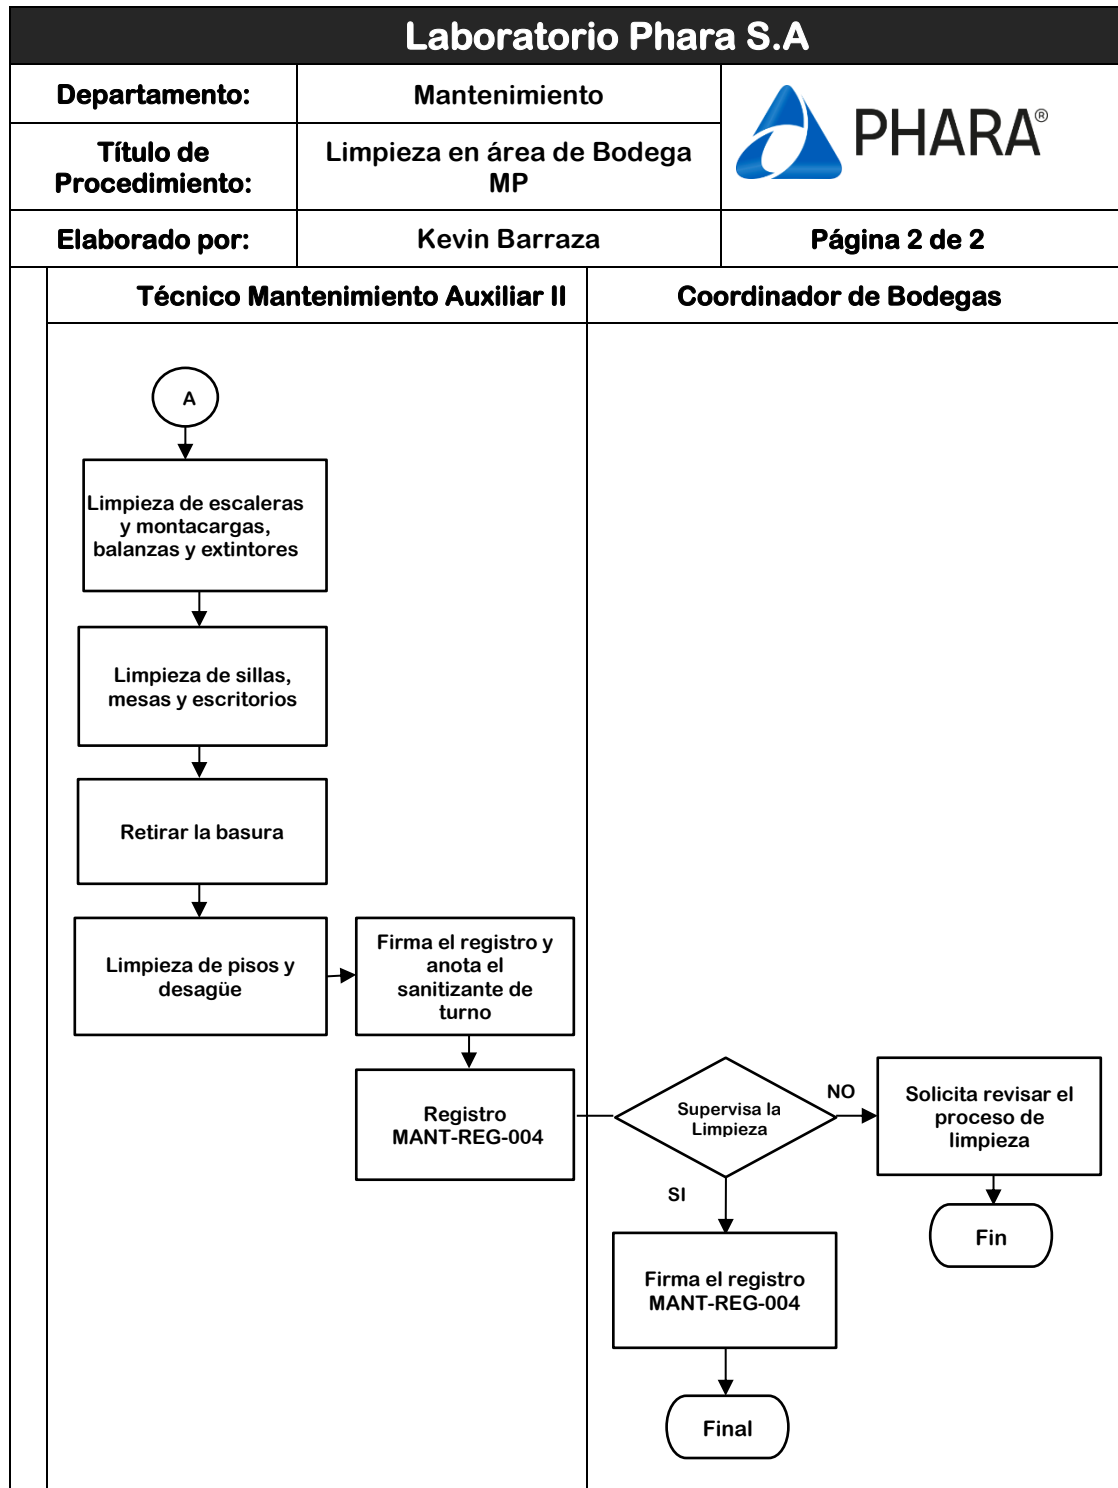 Laboratorio Phara S.A
Departamento:
Mantenimiento
PHARA®
Título de
Procedimiento:
Limpieza en área de Bodega
MP
Elaborado por:
Kevin Barraza
Página 2 de 2
Técnico Mantenimiento Auxiliar II
Coordinador de Bodegas
A
Limpieza de escaleras
y montacargas,
balanzas y extintores
Limpieza de sillas,
mesas y escritorios
Retirar la basura
Limpieza de pisos y
desagüe
Firma el registro y
anota el
sanitizante de
turno
Registro
MANT-REG-004
Supervisa la
Limpieza
NO
Solicita revisar el
proceso de
limpieza
Fin
SI
Firma el registro
MANT-REG-004
Final